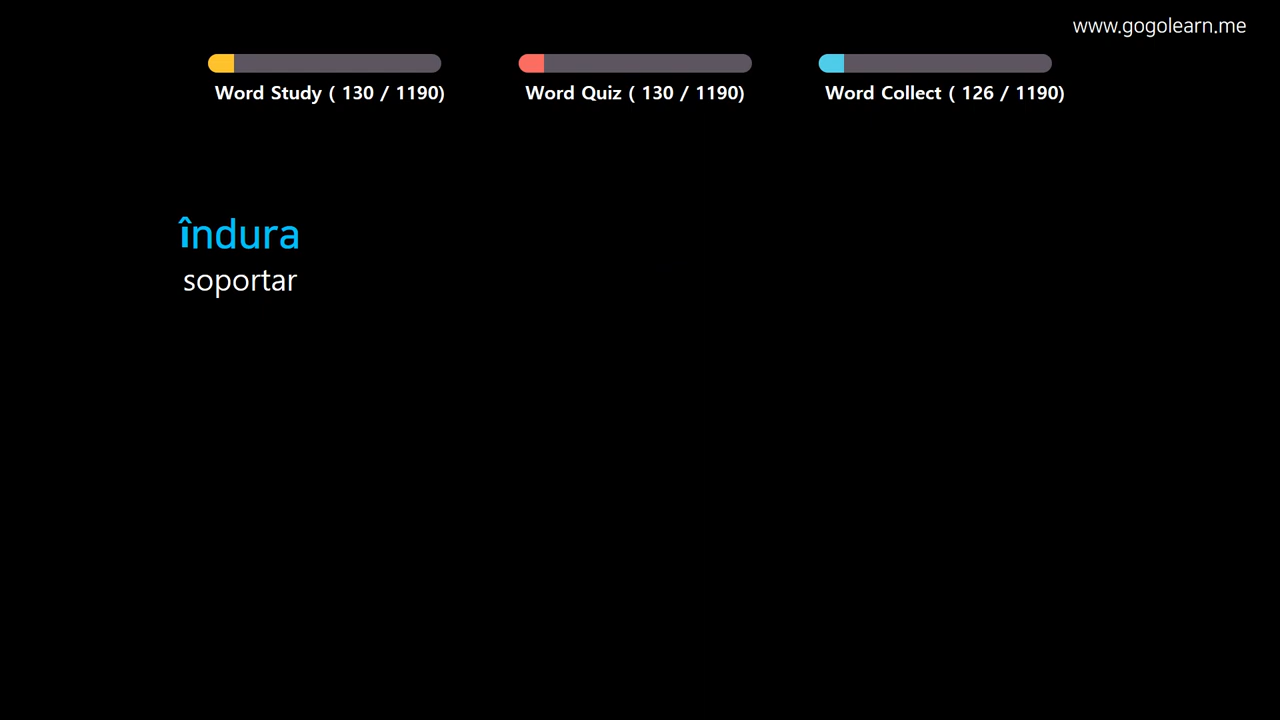 www.gogolearn.me
Word Study ( 130 / 1190)
Word Quiz ( 130 / 1190)
Word Collect ( 126 / 1190)
îndura
soportar